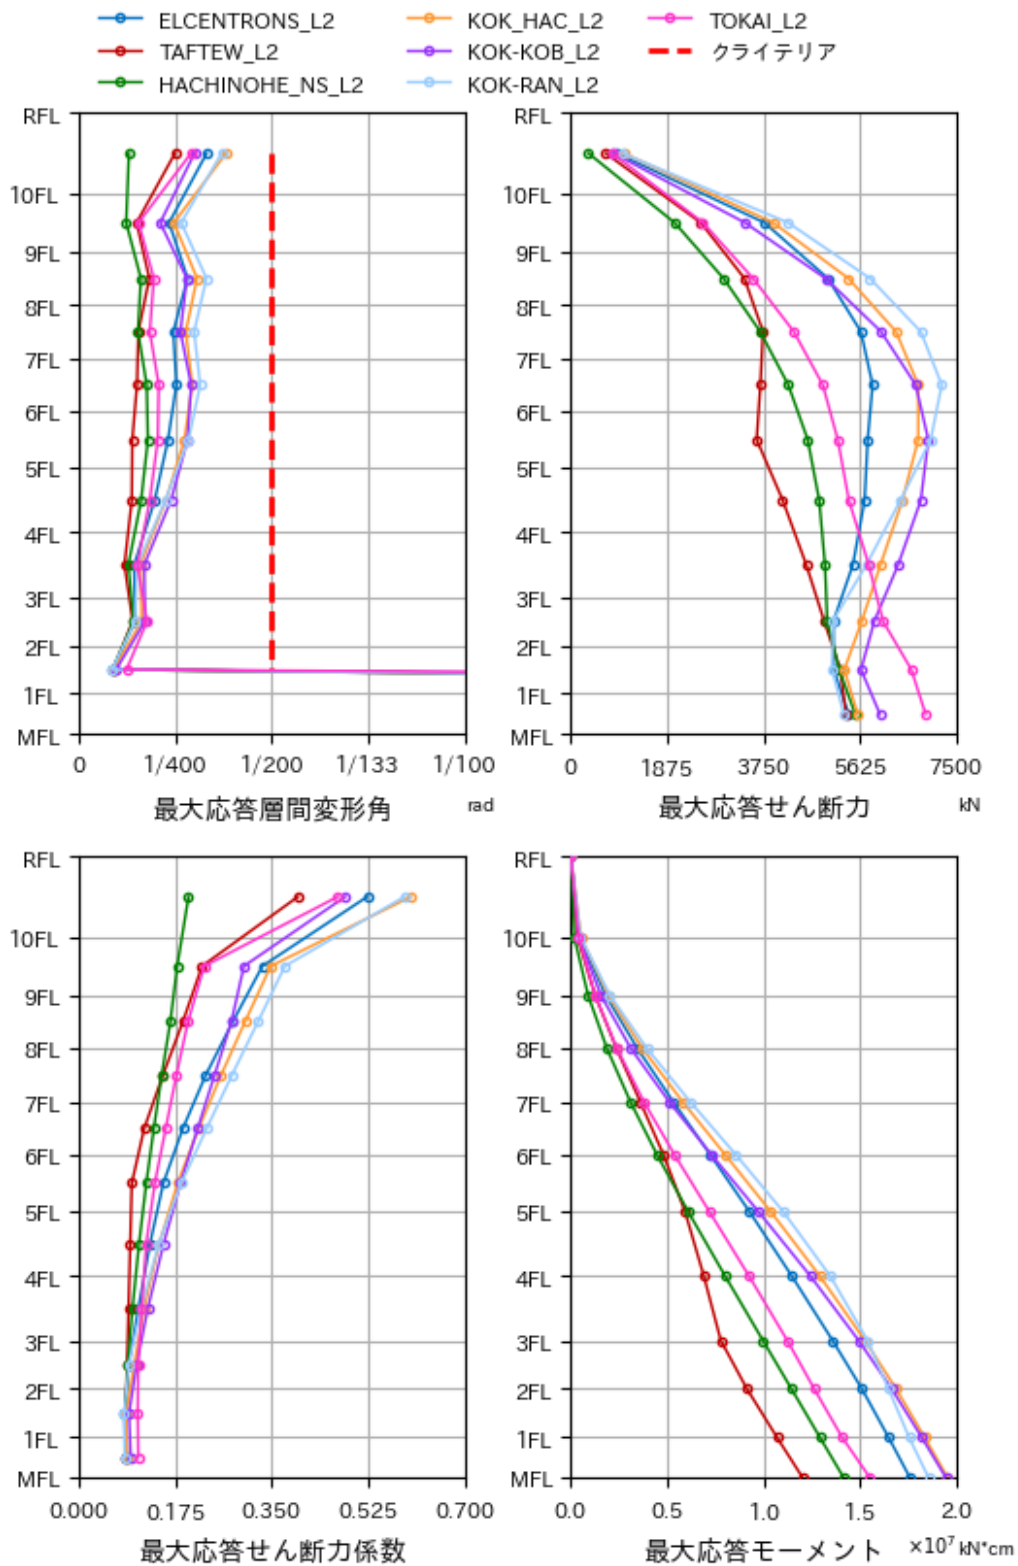 ELCENTRONS_L2 KOK_HAC_L2 TOKAI_L2
TAFTEW_L2 KOK-KOB_L2 クライテリア
HACHINOHE_NS_L2 KOK-RAN_L2
RFL
10FL
9FL
8FL
7FL
6FL
5FL
4FL
3FL
2FL
1FL
MFL
0 1/400 1/200 1/133 1/100
最大応答層間変形角 rad
RFL
10FL
9FL
8FL
7FL
6FL
5FL
4FL
3FL
2FL
1FL
MFL
0 1875 3750 5625 7500
最大応答せん断力 kN
RFL
10FL
9FL
8FL
7FL
6FL
5FL
4FL
3FL
2FL
1FL
MFL
0.000 0.175 0.350 0.525 0.700
最大応答せん断力係数
RFL
10FL
9FL
8FL
7FL
6FL
5FL
4FL
3FL
2FL
1FL
MFL
0.0 0.5 1.0 1.5 2.0
最大応答モーメント ×10⁷ kN*cm